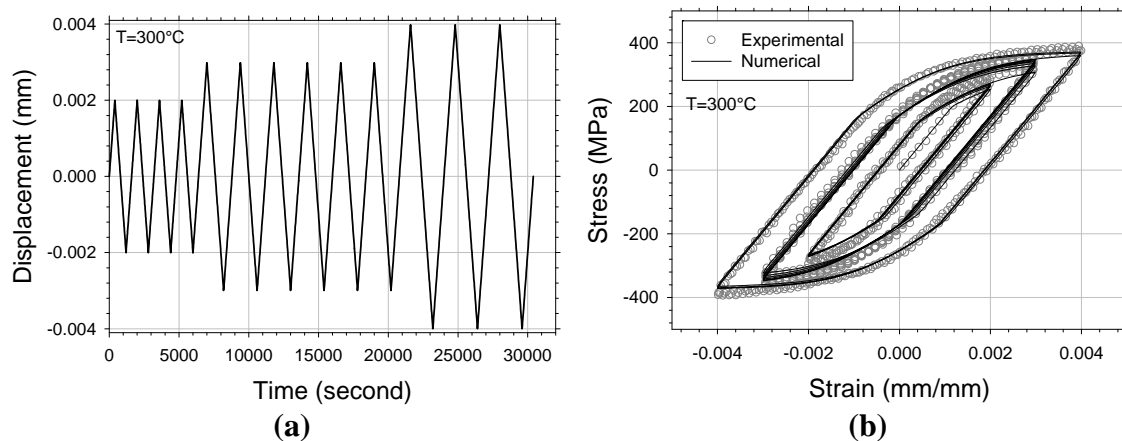 0.004
0.002
0.000
-0.002
-0.004
Displacement (mm)
T=300°C
0 5000 10000 15000 20000 25000 30000
Time (second)
(a)
400
200
0
-200
-400
Stress (MPa)
Experimental
Numerical
T=300°C
-0.004 -0.002 0.000 0.002 0.004
Strain (mm/mm)
(b)